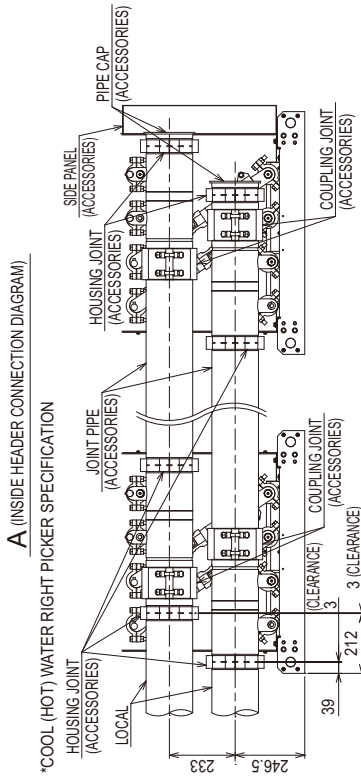 A (INSIDE HEADER CONNECTION DIAGRAM)
*COOL (HOT) WATER RIGHT PICKER SPECIFICATION
HOUSING JOINT
(ACCESSORIES)
LOCAL
JOINT PIPE
(ACCESSORIES)
HOUSING JOINT
(ACCESSORIES)
SIDE PANEL
(ACCESSORIES)
PIPE CAP
(ACCESSORIES)
COUPLING JOINT
(ACCESSORIES)
COUPLING JOINT
(ACCESSORIES)
(CLEARANCE)
3
3 (CLEARANCE)
212
39
233
246.5